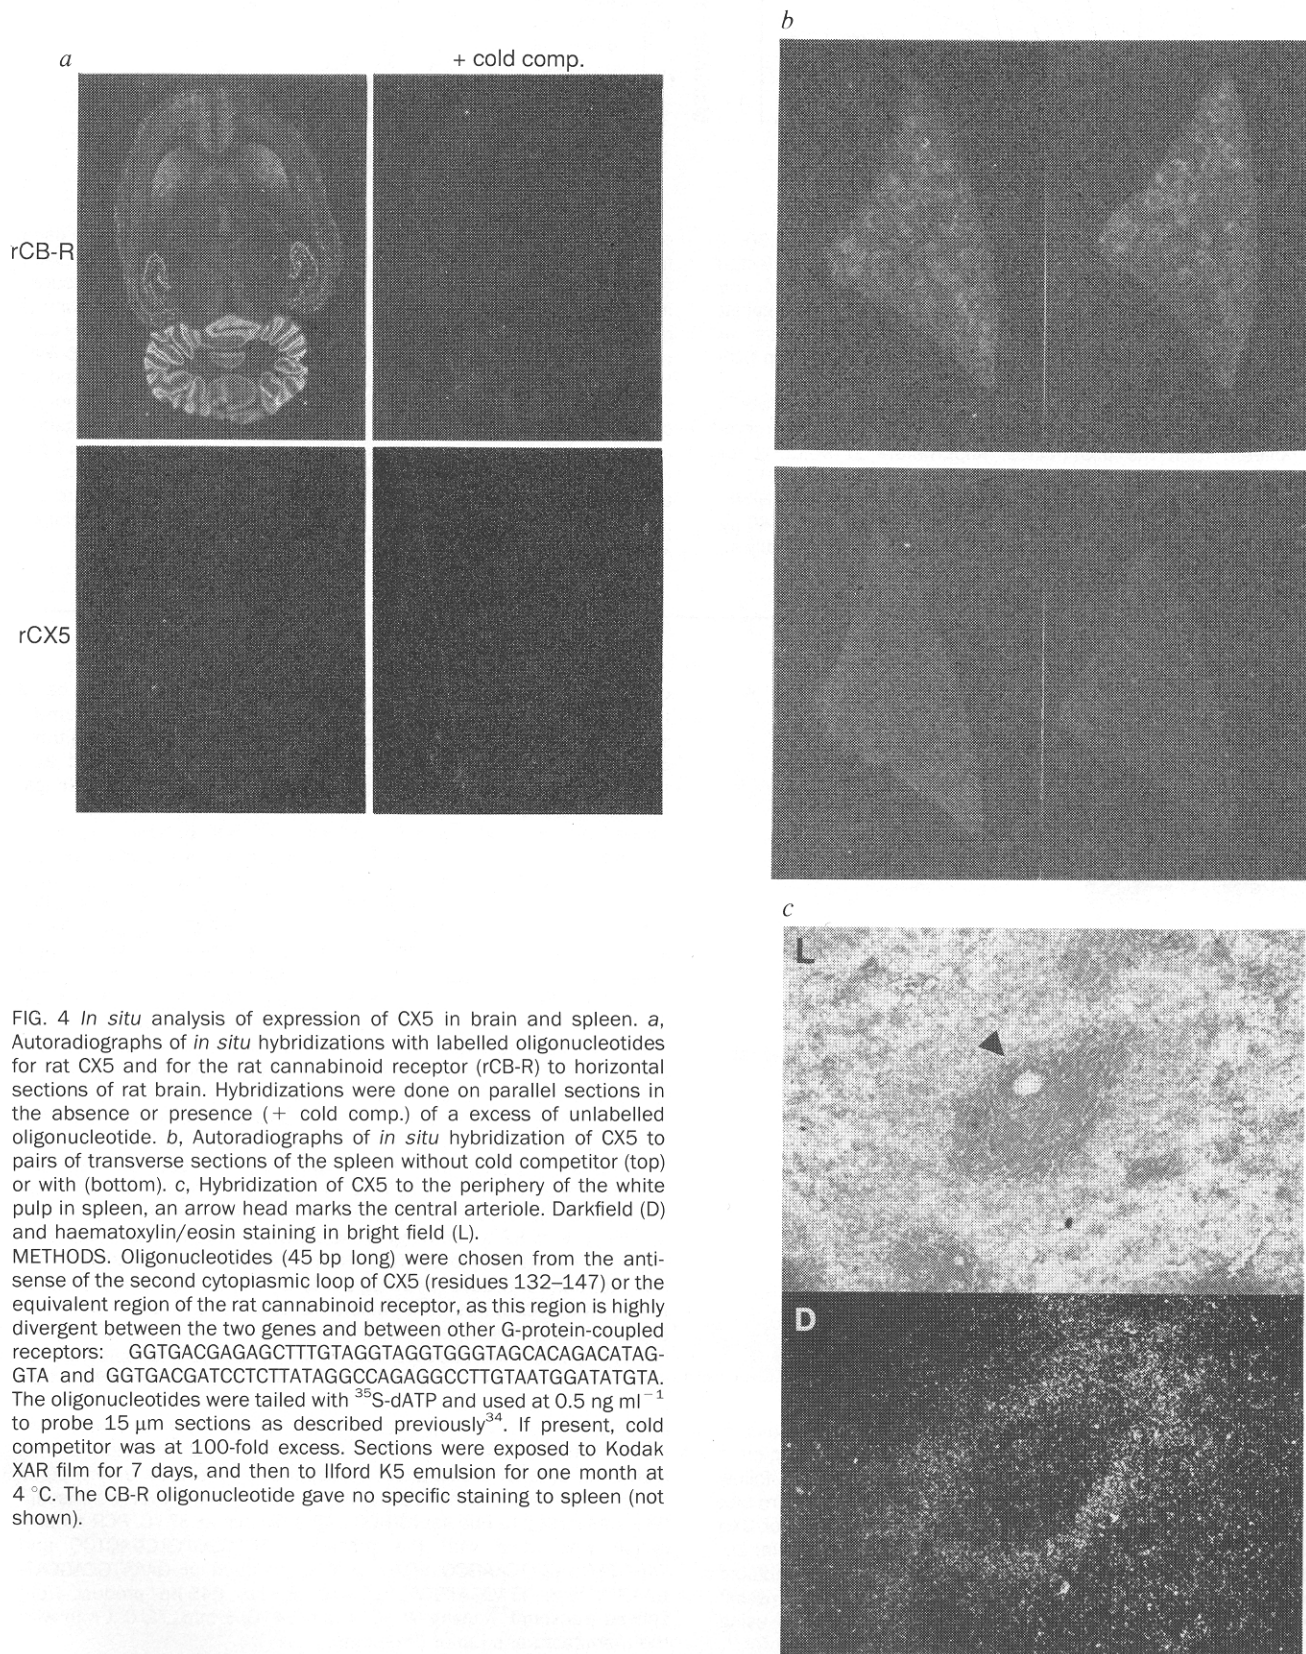 a
+ cold comp.
b
rCB-R
rCX5
c
L
D
FIG. 4 In situ analysis of expression of CX5 in brain and spleen. a,
Autoradiographs of in situ hybridizations with labelled oligonucleotides
for rat CX5 and for the rat cannabinoid receptor (rCB-R) to horizontal
sections of rat brain. Hybridizations were done on parallel sections in
the absence or presence (+ cold comp.) of a excess of unlabelled
oligonucleotide. b, Autoradiographs of in situ hybridization of CX5 to
pairs of transverse sections of the spleen without cold competitor (top)
or with (bottom). c, Hybridization of CX5 to the periphery of the white
pulp in spleen, an arrow head marks the central arteriole. Darkfield (D)
and haematoxylin/eosin staining in bright field (L).
METHODS. Oligonucleotides (45 bp long) were chosen from the anti-
sense of the second cytoplasmic loop of CX5 (residues 132–147) or the
equivalent region of the rat cannabinoid receptor, as this region is highly
divergent between the two genes and between other G-protein-coupled
receptors: GGTGACGAGAGCTTTGTAGGTAGGTGGGTAGCACAGACATAG-
GTA and GGTGACGATCCTCTTATAGGCCAGAGGCCTTGTAATGGATATGTA.
The oligonucleotides were tailed with ³⁵S-dATP and used at 0.5 ng ml⁻¹
to probe 15 μm sections as described previously³⁴. If present, cold
competitor was at 100-fold excess. Sections were exposed to Kodak
XAR film for 7 days, and then to Ilford K5 emulsion for one month at
4 °C. The CB-R oligonucleotide gave no specific staining to spleen (not
shown).